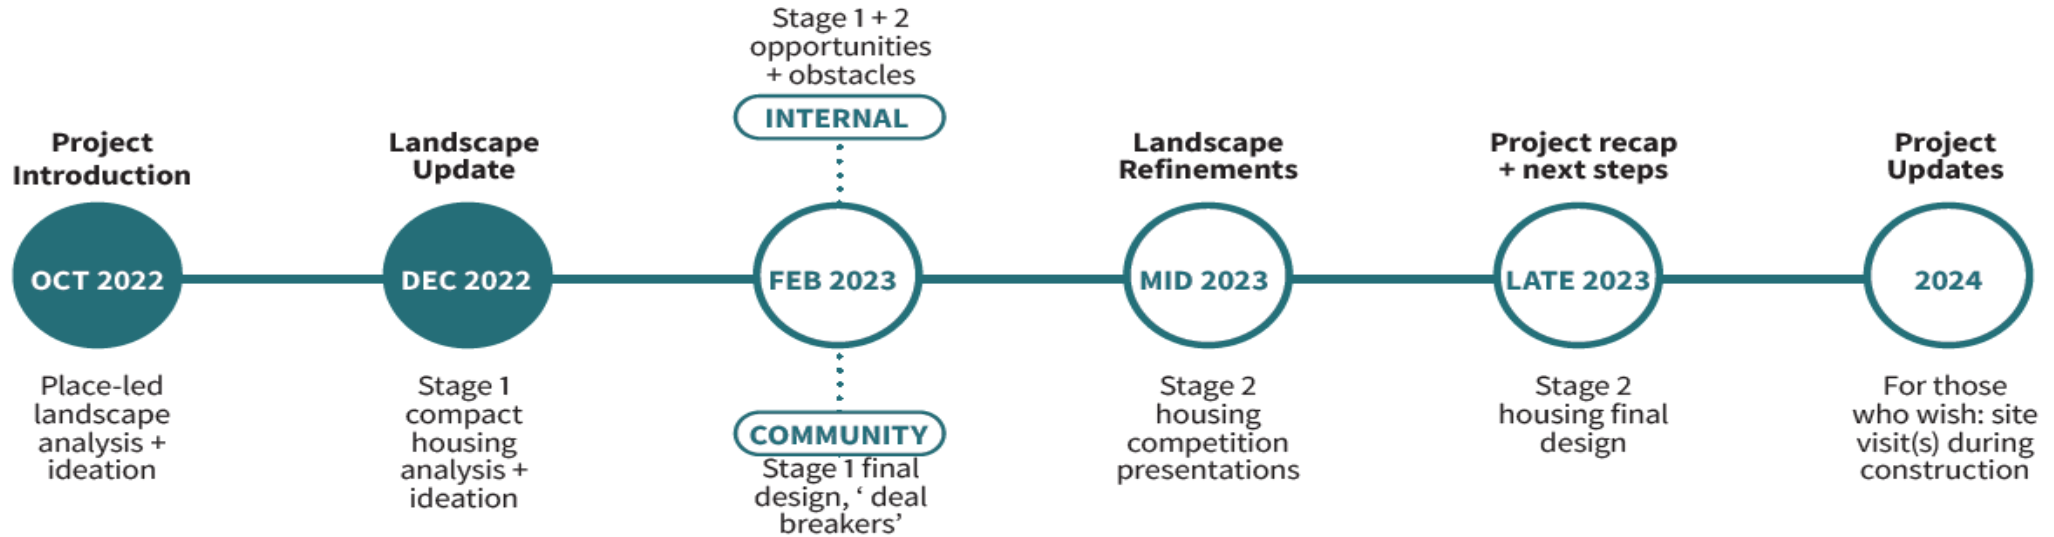 Project
Introduction
OCT 2022
Place-led
landscape
analysis +
ideation
Landscape
Update
DEC 2022
Stage 1
compact
housing
analysis +
ideation
Stage 1 + 2
opportunities
+ obstacles
INTERNAL
FEB 2023
COMMUNITY
Stage 1 final
design, ‘ deal
breakers’
Landscape
Refinements
MID 2023
Stage 2
housing
competition
presentations
Project recap
+ next steps
LATE 2023
Stage 2
housing final
design
Project
Updates
2024
For those
who wish: site
visit(s) during
construction